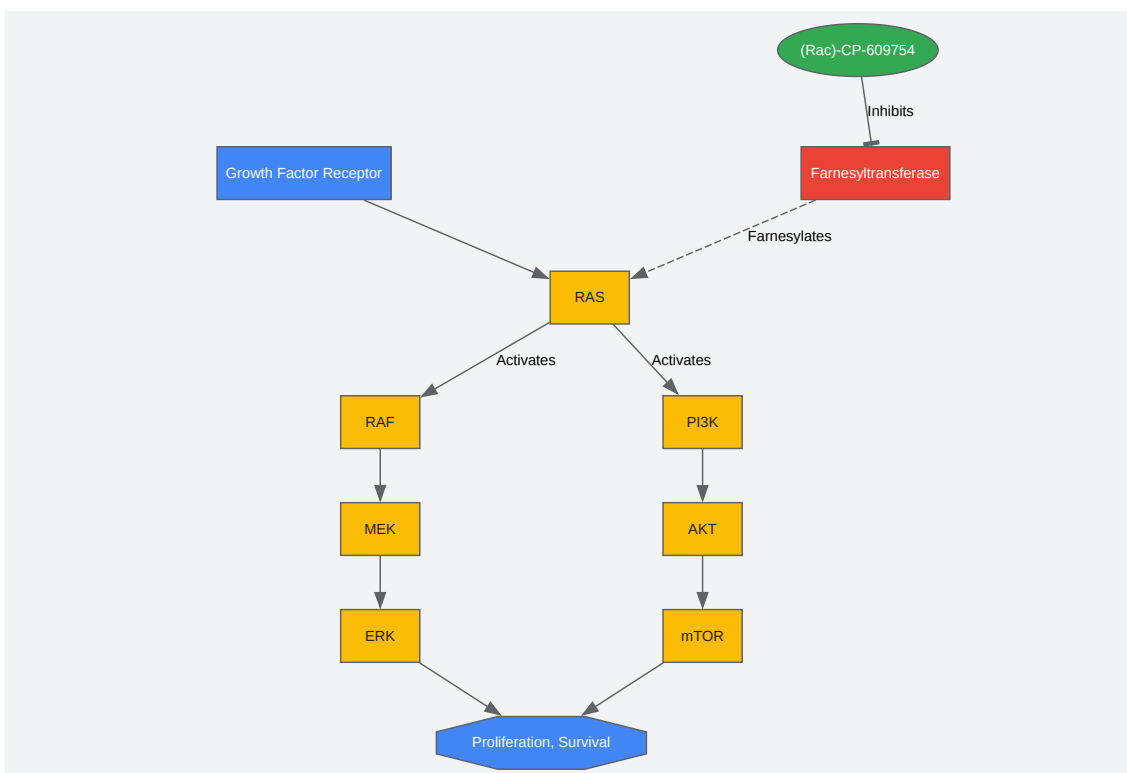 (Rac)-CP-609754
Inhibits
Growth Factor Receptor
Farnesyltransferase
Farnesylates
RAS
Activates
Activates
RAF
PI3K
MEK
AKT
ERK
mTOR
Proliferation, Survival